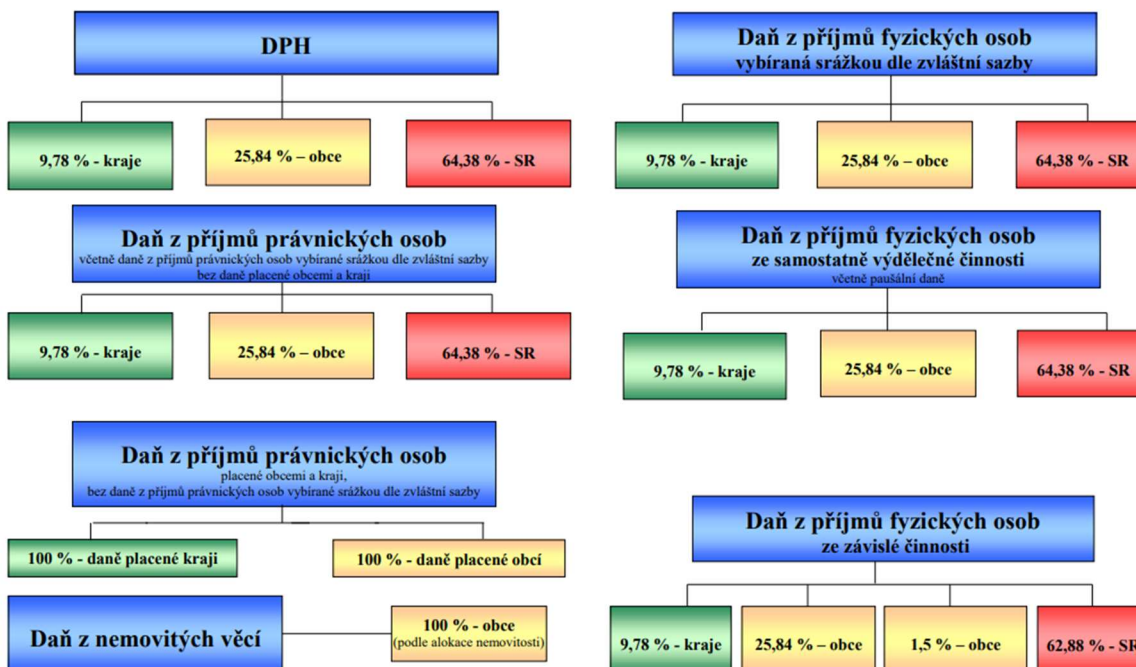 DPH
9,78 % - kraje
25,84 % – obce
64,38 % - SR
Daň z příjmů fyzických osob
vybíraná srážkou dle zvláštní sazby
9,78 % - kraje
25,84 % – obce
64,38 % - SR
Daň z příjmů právnických osob
včetně daně z příjmů právnických osob vybírané srážkou dle zvláštní sazby
bez daně placené obcemi a kraji
9,78 % - kraje
25,84 % – obce
64,38 % - SR
Daň z příjmů fyzických osob
ze samostatně výdělečné činnosti
včetně paušální daně
9,78 % - kraje
25,84 % – obce
64,38 % - SR
Daň z příjmů právnických osob
placené obcemi a kraji,
bez daně z příjmů právnických osob vybírané srážkou dle zvláštní sazby
100 % - daně placené kraji
100 % - daně placené obcí
Daň z nemovitých věcí
100 % - obce
(podle alokace nemovitosti)
Daň z příjmů fyzických osob
ze závislé činnosti
9,78 % - kraje
25,84 % – obce
1,5 % – obce
62,88 % - SR